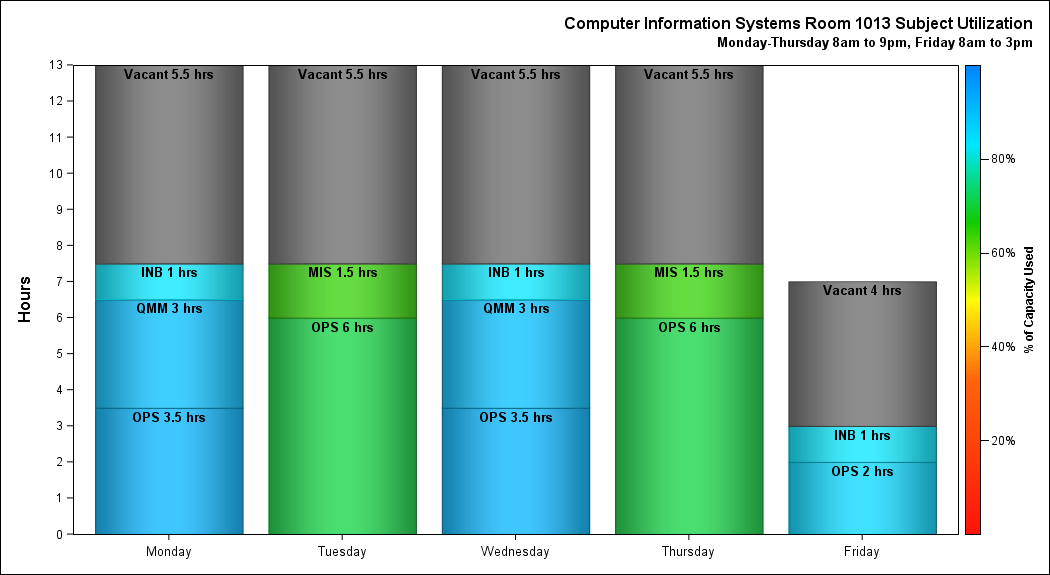 Computer Information Systems Room 1013 Subject Utilization
Monday-Thursday 8am to 9pm, Friday 8am to 3pm
Hours
13
12
11
10
9
8
7
6
5
4
3
2
1
0
Vacant 5.5 hrs
INB 1 hrs
QMM 3 hrs
OPS 3.5 hrs
Monday
Vacant 5.5 hrs
MIS 1.5 hrs
OPS 6 hrs
Tuesday
Vacant 5.5 hrs
INB 1 hrs
QMM 3 hrs
OPS 3.5 hrs
Wednesday
Vacant 5.5 hrs
MIS 1.5 hrs
OPS 6 hrs
Thursday
Vacant 4 hrs
INB 1 hrs
OPS 2 hrs
Friday
80%
60%
40%
20%
% of Capacity Used